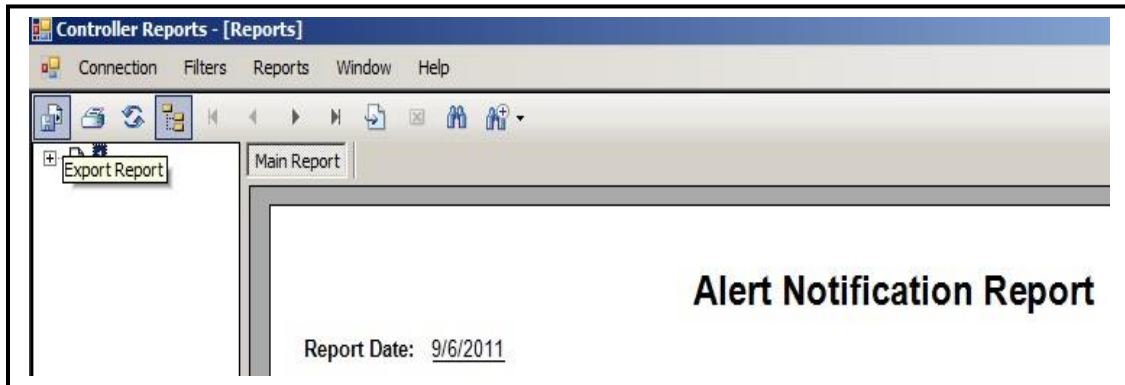 Controller Reports - [Reports]
Connection Filters Reports Window Help
Export Report
Main Report
Alert Notification Report
Report Date: 9/6/2011